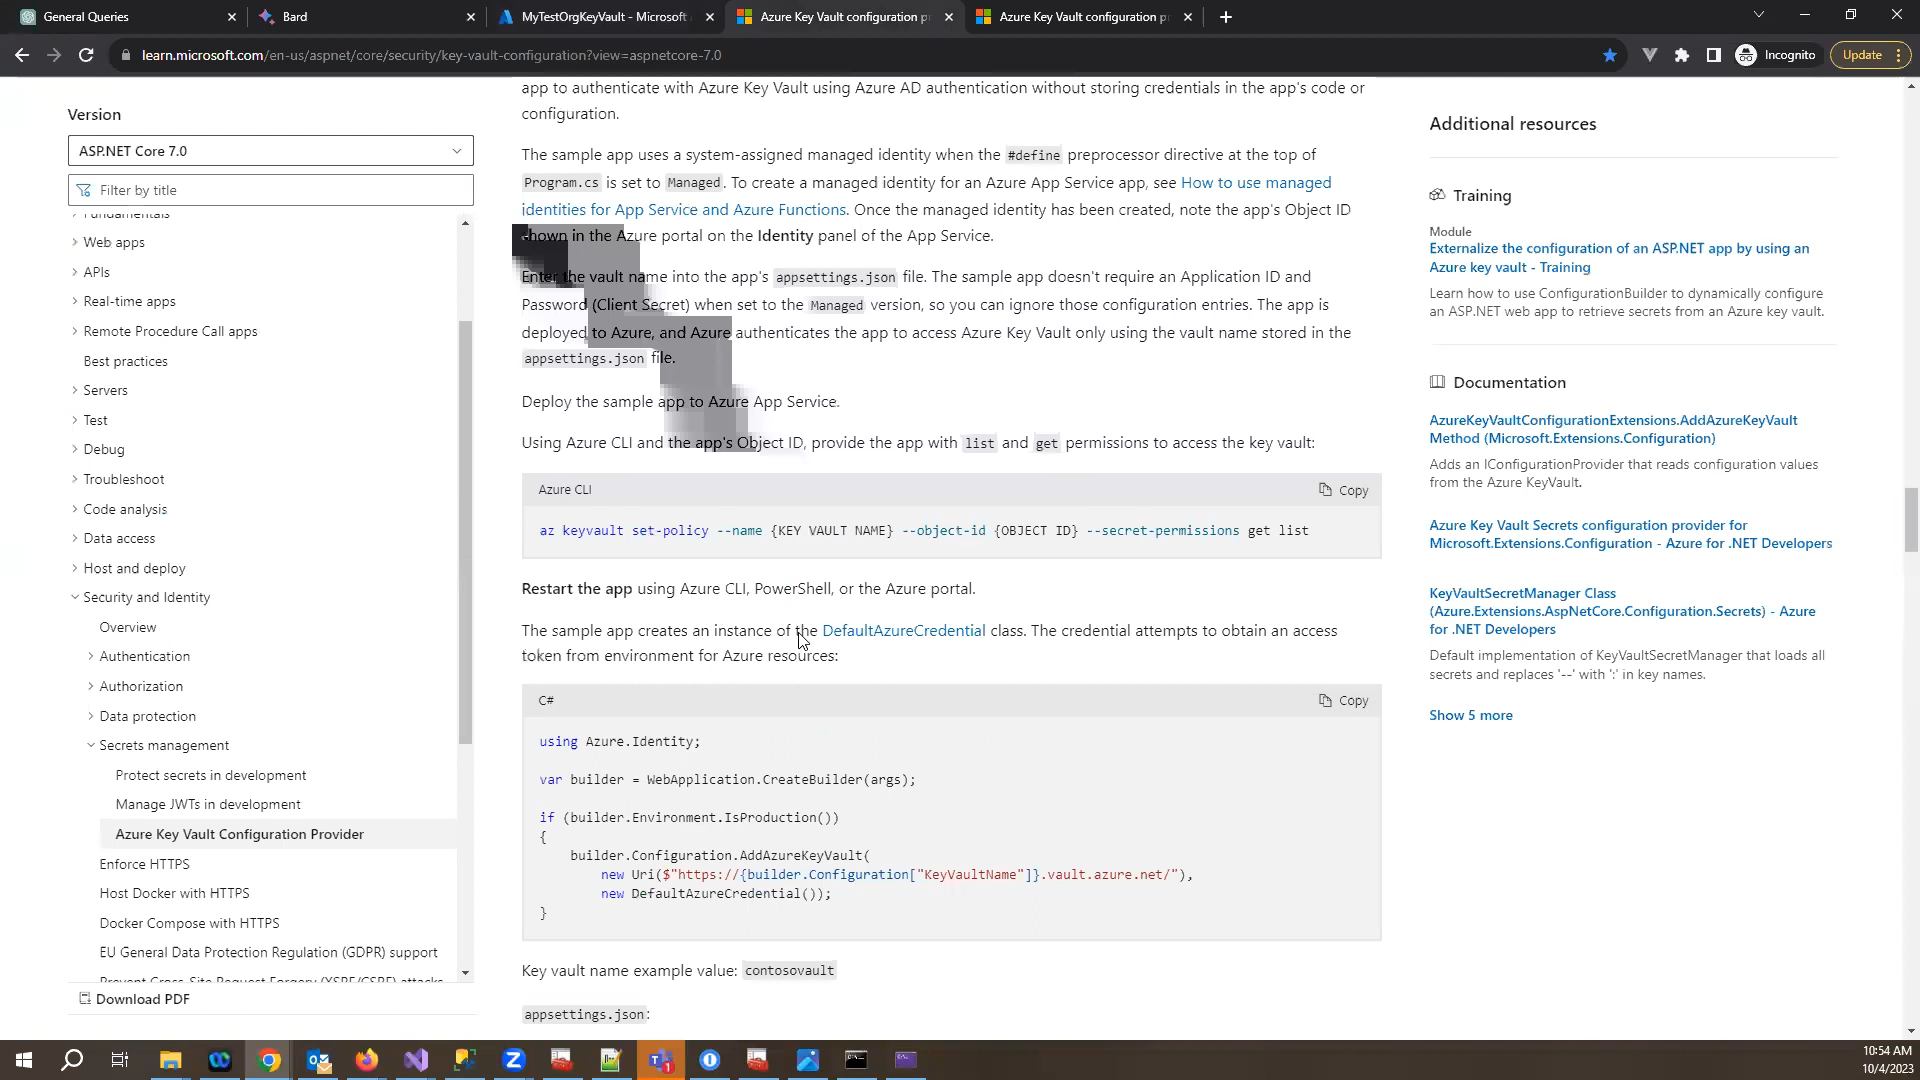 General Queries
Bard
MyTestOrgKeyVault - Microsoft
Azure Key Vault configuration p
Azure Key Vault configuration p
learn.microsoft.com/en-us/aspnet/core/security/key-vault-configuration?view=aspnetcore-7.0
Incognito
Update
Version
ASP.NET Core 7.0
Filter by title
Fundamentals
Web apps
APIs
Real-time apps
Remote Procedure Call apps
Best practices
Servers
Test
Debug
Troubleshoot
Code analysis
Data access
Host and deploy
Security and Identity
Overview
Authentication
Authorization
Data protection
Secrets management
Protect secrets in development
Manage JWTs in development
Azure Key Vault Configuration Provider
Enforce HTTPS
Host Docker with HTTPS
Docker Compose with HTTPS
EU General Data Protection Regulation (GDPR) support
Prevent Cross-Site Request Forgery (XSRF/CSRF) attacks
Download PDF
app to authenticate with Azure Key Vault using Azure AD authentication without storing credentials in the app's code or
configuration.
The sample app uses a system-assigned managed identity when the #define preprocessor directive at the top of
Program.cs is set to Managed. To create a managed identity for an Azure App Service app, see How to use managed
identities for App Service and Azure Functions. Once the managed identity has been created, note the app's Object ID
shown in the Azure portal on the Identity panel of the App Service.
Enter the vault name into the app's appsettings.json file. The sample app doesn't require an Application ID and
Password (Client Secret) when set to the Managed version, so you can ignore those configuration entries. The app is
deployed to Azure, and Azure authenticates the app to access Azure Key Vault only using the vault name stored in the
appsettings.json file.
Deploy the sample app to Azure App Service.
Using Azure CLI and the app's Object ID, provide the app with list and get permissions to access the key vault:
Azure CLI
Copy
az keyvault set-policy --name {KEY VAULT NAME} --object-id {OBJECT ID} --secret-permissions get list
Restart the app using Azure CLI, PowerShell, or the Azure portal.
The sample app creates an instance of the DefaultAzureCredential class. The credential attempts to obtain an access
token from environment for Azure resources:
C#
Copy
using Azure.Identity;
var builder = WebApplication.CreateBuilder(args);
if (builder.Environment.IsProduction())
{
builder.Configuration.AddAzureKeyVault(
new Uri($"https://{builder.Configuration["KeyVaultName"]}.vault.azure.net/"),
new DefaultAzureCredential());
}
Key vault name example value: contosovault
appsettings.json:
Additional resources
Training
Module
Externalize the configuration of an ASP.NET app by using an
Azure key vault - Training
Learn how to use ConfigurationBuilder to dynamically configure
an ASP.NET web app to retrieve secrets from an Azure key vault.
Documentation
AzureKeyVaultConfigurationExtensions.AddAzureKeyVault
Method (Microsoft.Extensions.Configuration)
Adds an IConfigurationProvider that reads configuration values
from the Azure KeyVault.
Azure Key Vault Secrets configuration provider for
Microsoft.Extensions.Configuration - Azure for .NET Developers
KeyVaultSecretManager Class
(Azure.Extensions.AspNetCore.Configuration.Secrets) - Azure
for .NET Developers
Default implementation of KeyVaultSecretManager that loads all
secrets and replaces '--' with ':' in key names.
Show 5 more
10:54 AM
10/4/2023